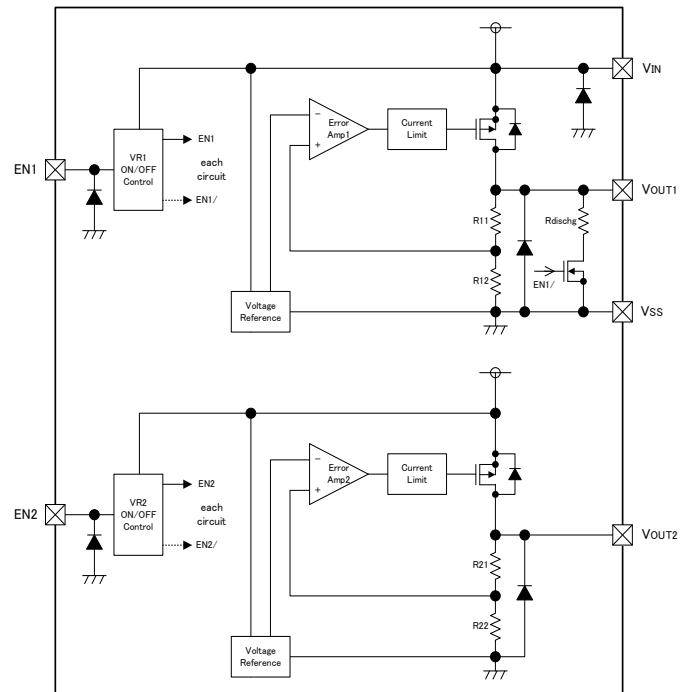 VIN
−
Error
Amp1
+
Current
Limit
EN1
VR1
ON/OFF
Control
EN1
each
circuit
EN1/
VOUT1
R11
Rdischg
R12
EN1/
Voltage
Reference
VSS
−
Error
Amp2
+
Current
Limit
EN2
VR2
ON/OFF
Control
EN2
each
circuit
EN2/
VOUT2
R21
R22
Voltage
Reference